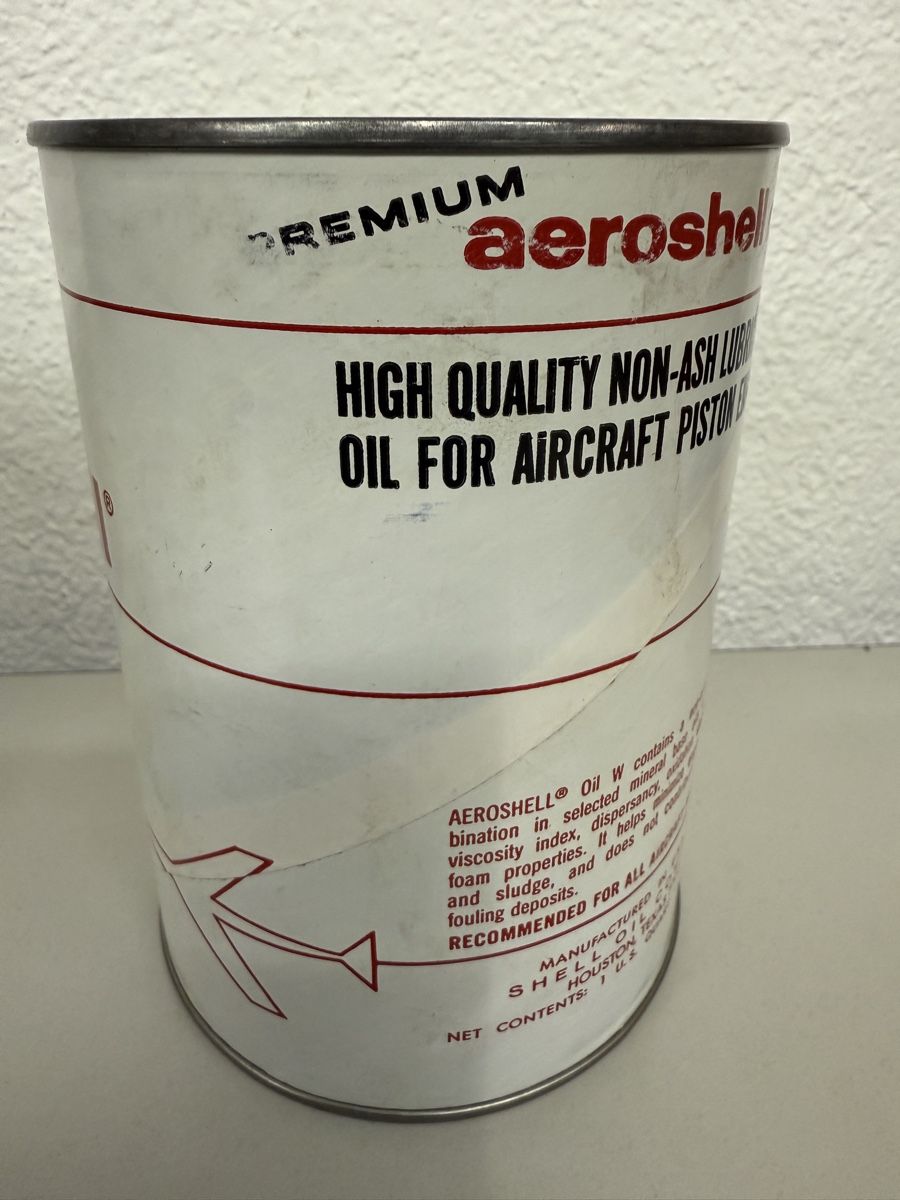 PREMIUM
aeroshell
HIGH QUALITY NON-ASH
OIL FOR AIRCRAFT PISTON
l®
AEROSHELL® Oil W contains a
bination in selected mineral base
viscosity index, dispersancy,
foam properties. It helps
and sludge, and does not
fouling deposits.
RECOMMENDED FOR ALL
MANUFACTURED
SHELL OIL
HOUSTON, TEXAS
NET CONTENTS: 1 U.S.